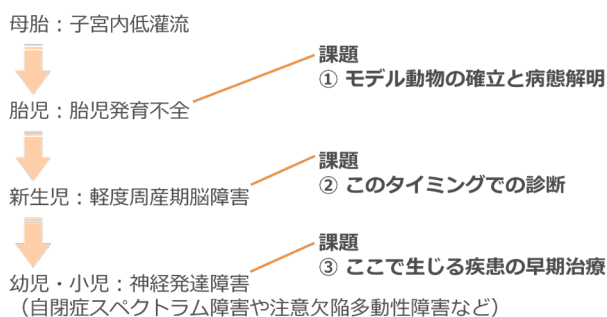 母胎：子宮内低灌流
課題
① モデル動物の確立と病態解明
胎児：胎児発育不全
課題
② このタイミングでの診断
新生児：軽度周産期脳障害
課題
③ ここで生じる疾患の早期治療
幼児・小児：神経発達障害
（自閉症スペクトラム障害や注意欠陥多動性障害など）